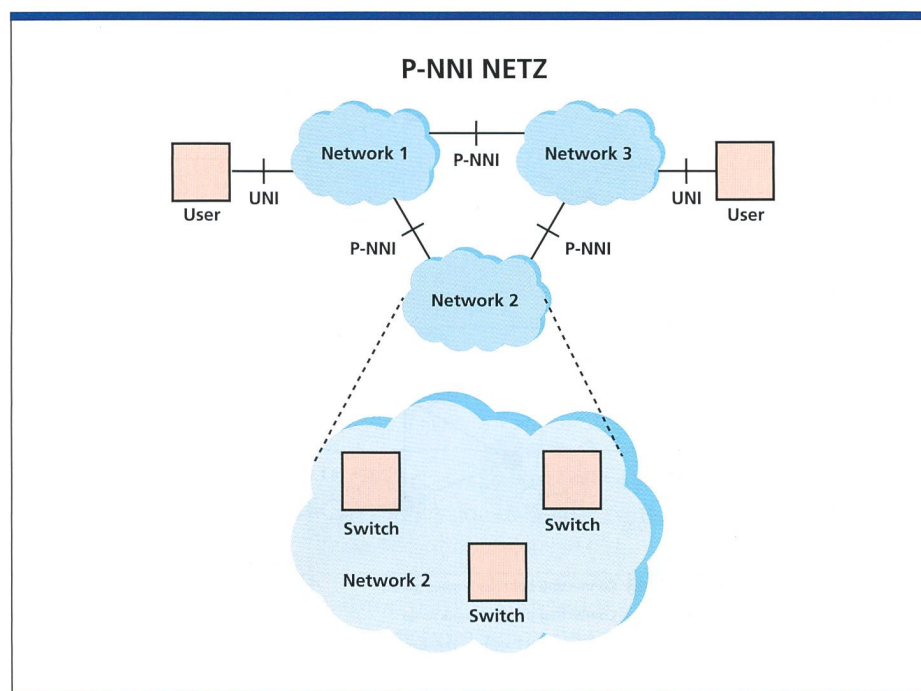 P-NNI NETZ
Network 1
P-NNI
Network 3
User
UNI
UNI
User
P-NNI
P-NNI
Network 2
Switch
Switch
Network 2
Switch